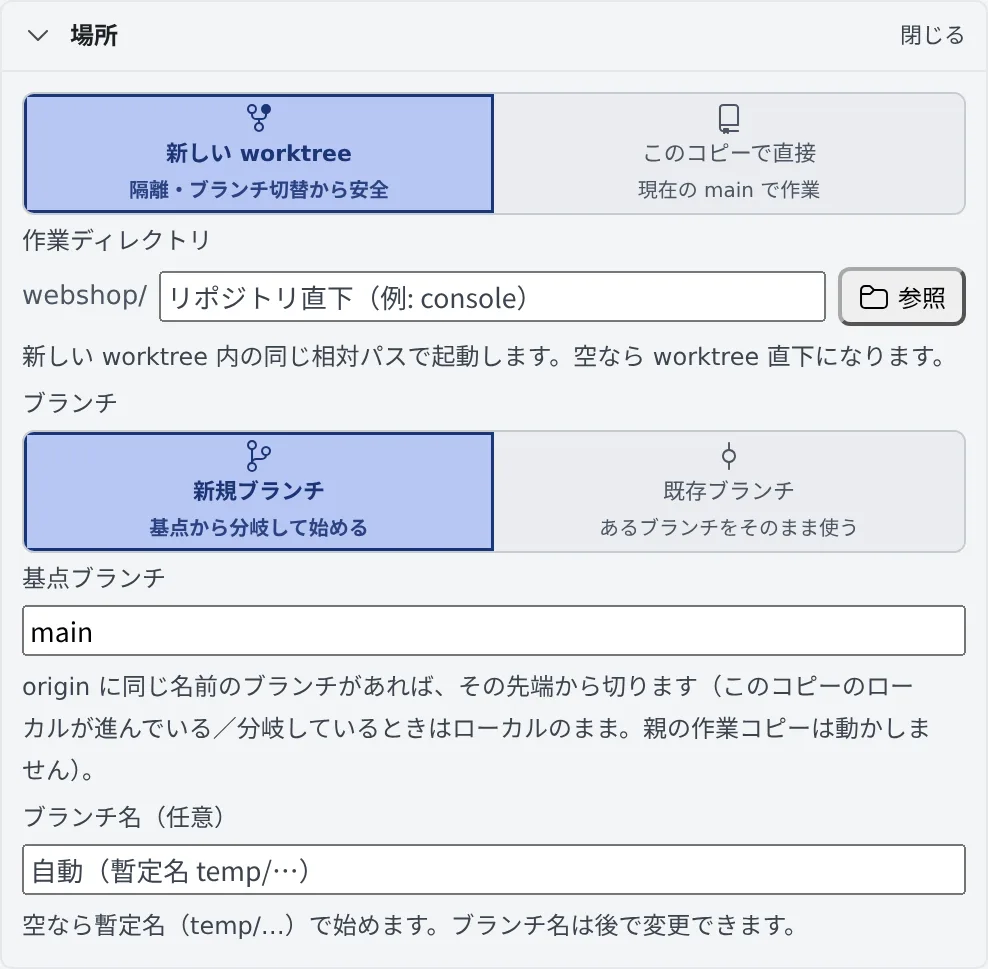 場所
閉じる
新しい worktree
隔離・ブランチ切替から安全
このコピーで直接
現在の main で作業
作業ディレクトリ
webshop/
リポジトリ直下（例: console）
参照
新しい worktree 内の同じ相対パスで起動します。空なら worktree 直下になります。
ブランチ
新規ブランチ
基点から分岐して始める
既存ブランチ
あるブランチをそのまま使う
基点ブランチ
main
origin に同じ名前のブランチがあれば、その先端から切ります（このコピーのロー
カルが進んでいる／分岐しているときはローカルのまま。親の作業コピーは動かしま
せん）。
ブランチ名（任意）
自動（暫定名 temp/…）
空なら暫定名（temp/…）で始めます。ブランチ名は後で変更できます。